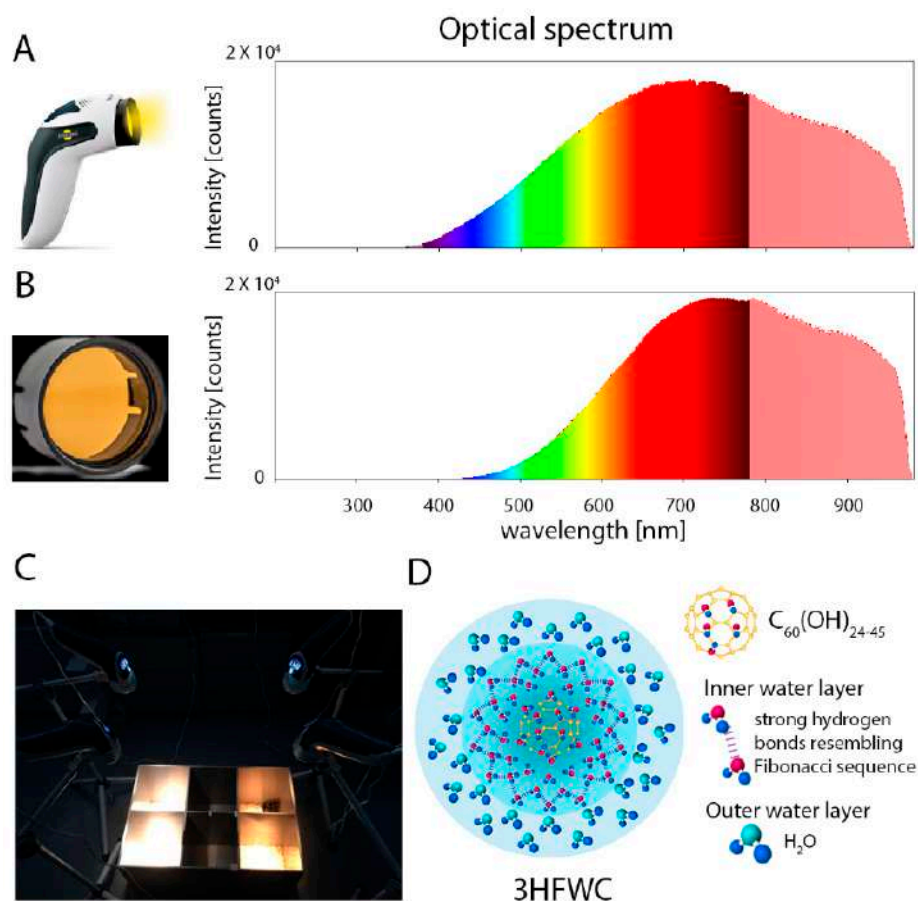 Optical spectrum
A
2 X 10⁴
Intensity [counts]
0
B
2 X 10⁴
Intensity [counts]
0
300 400 500 600 700 800 900
wavelength [nm]
C
D
C₆₀(OH)₂₄₋₄₅
Inner water layer
strong hydrogen
bonds resembling
Fibonacci sequence
Outer water layer
H₂O
3HFWC